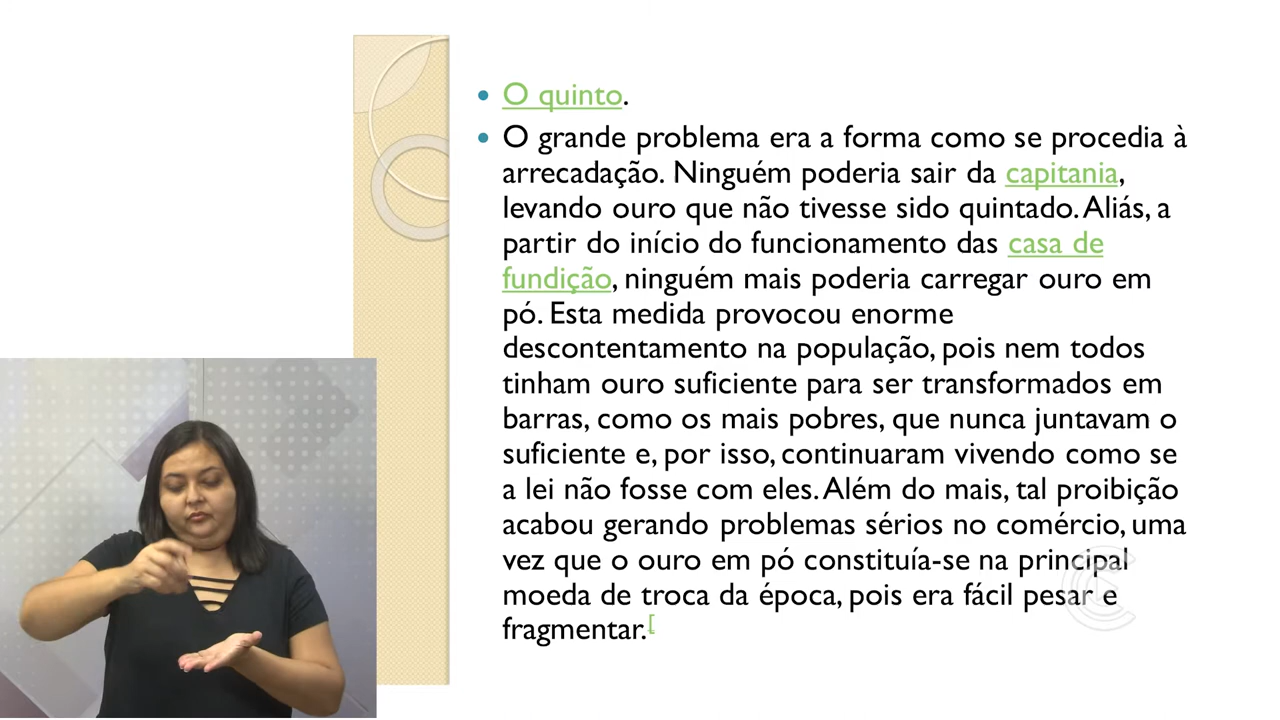 O quinto.
O grande problema era a forma como se procedia à
arrecadação. Ninguém poderia sair da capitania,
levando ouro que não tivesse sido quintado. Aliás, a
partir do início do funcionamento das casa de
fundição, ninguém mais poderia carregar ouro em
pó. Esta medida provocou enorme
descontentamento na população, pois nem todos
tinham ouro suficiente para ser transformados em
barras, como os mais pobres, que nunca juntavam o
suficiente e, por isso, continuaram vivendo como se
a lei não fosse com eles. Além do mais, tal proibição
acabou gerando problemas sérios no comércio, uma
vez que o ouro em pó constituía-se na principal
moeda de troca da época, pois era fácil pesar e
fragmentar.[